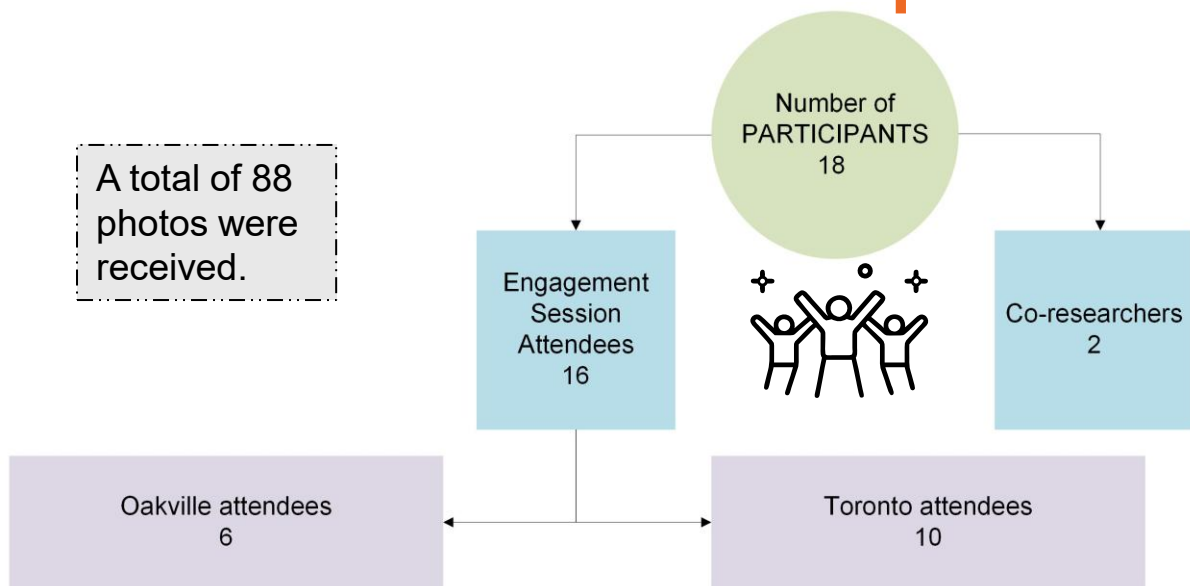 Number of
PARTICIPANTS
18
A total of 88
photos were
received.
Engagement
Session
Attendees
16
Co-researchers
2
Oakville attendees
6
Toronto attendees
10